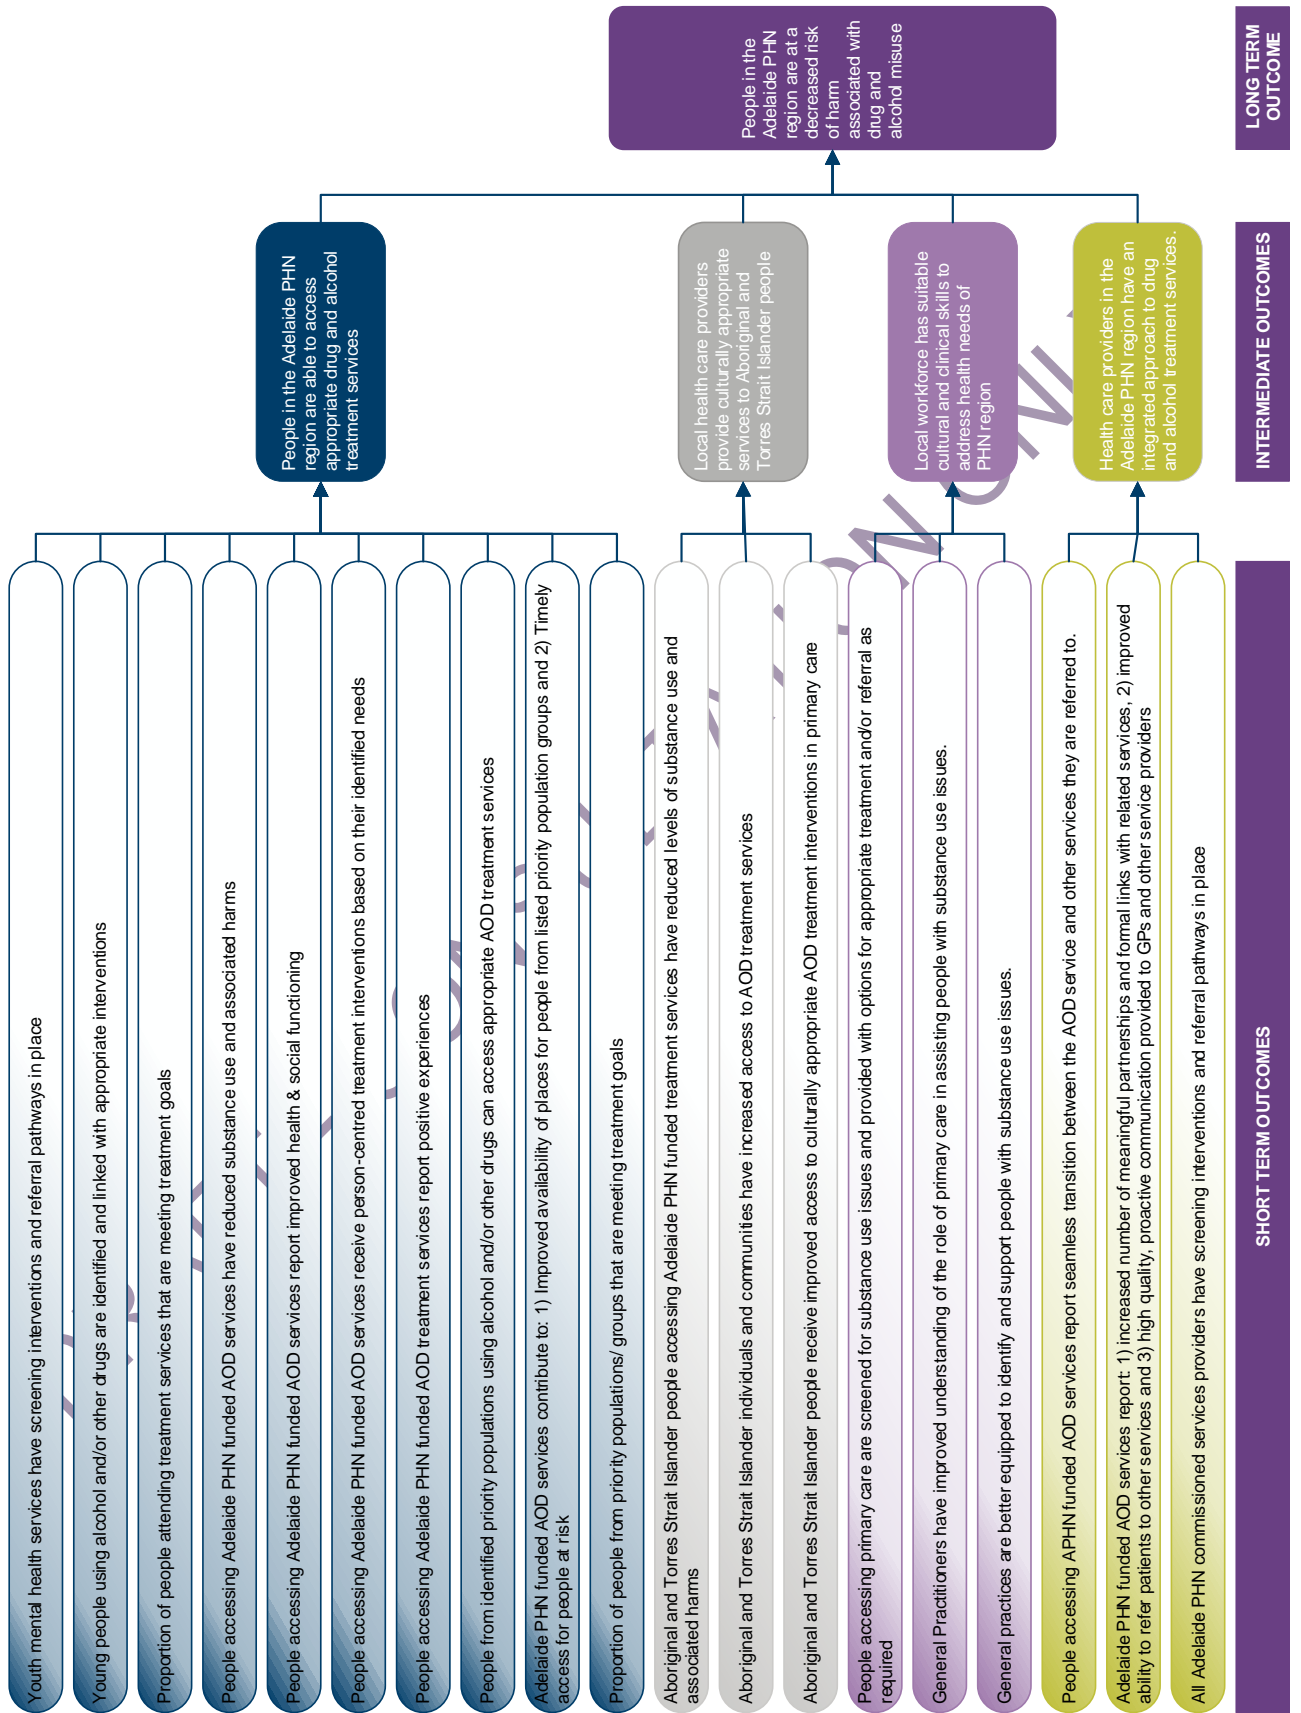 Youth mental health services have screening interventions and referral pathways in place
Young people using alcohol and/or other drugs are identified and linked with appropriate interventions
Proportion of people attending treatment services that are meeting treatment goals
People accessing Adelaide PHN funded AOD services have reduced substance use and associated harms
People accessing Adelaide PHN funded AOD services report improved health & social functioning
People accessing Adelaide PHN funded AOD services receive person-centred treatment interventions based on their identified needs
People accessing Adelaide PHN funded AOD treatment services report positive experiences
People from identified priority populations using alcohol and/or other drugs can access appropriate AOD treatment services
Adelaide PHN funded AOD services contribute to: 1) Improved availability of places for people from listed priority population groups and 2) Timely
access for people at risk
Proportion of people from priority populations/ groups that are meeting treatment goals
Aboriginal and Torres Strait Islander people accessing Adelaide PHN funded treatment services have reduced levels of substance use and
associated harms
Aboriginal and Torres Strait Islander individuals and communities have increased access to AOD treatment services
Aboriginal and Torres Strait Islander people receive improved access to culturally appropriate AOD treatment interventions in primary care
People accessing primary care are screened for substance use issues and provided with options for appropriate treatment and/or referral as
required
General Practitioners have improved understanding of the role of primary care in assisting people with substance use issues.
General practices are better equipped to identify and support people with substance use issues.
People accessing APHN funded AOD services report seamless transition between the AOD service and other services they are referred to.
Adelaide PHN funded AOD services report: 1) increased number of meaningful partnerships and formal links with related services, 2) improved
ability to refer patients to other services and 3) high quality, proactive communication provided to GPs and other service providers
All Adelaide PHN commissioned services providers have screening interventions and referral pathways in place
SHORT TERM OUTCOMES
People in the Adelaide PHN
region are able to access
appropriate drug and alcohol
treatment services
Local health care providers
provide culturally appropriate
services to Aboriginal and
Torres Strait Islander people
Local workforce has suitable
cultural and clinical skills to
address health needs of
PHN region
Health care providers in the
Adelaide PHN region have an
integrated approach to drug
and alcohol treatment services.
INTERMEDIATE OUTCOMES
People in the
Adelaide PHN
region are at a
decreased risk
of harm
associated with
drug and
alcohol misuse
LONG TERM
OUTCOME